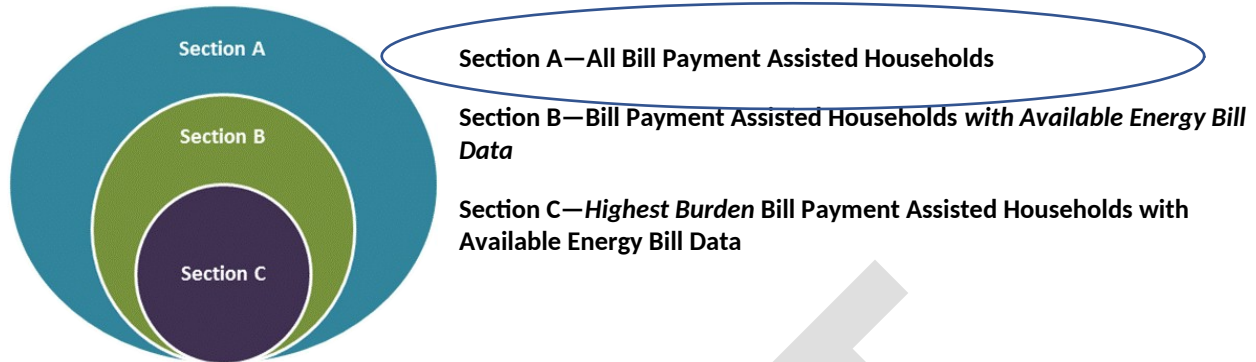 Section A
Section B
Section C
Section A—All Bill Payment Assisted Households
Section B—Bill Payment Assisted Households with Available Energy Bill
Data
Section C—Highest Burden Bill Payment Assisted Households with
Available Energy Bill Data